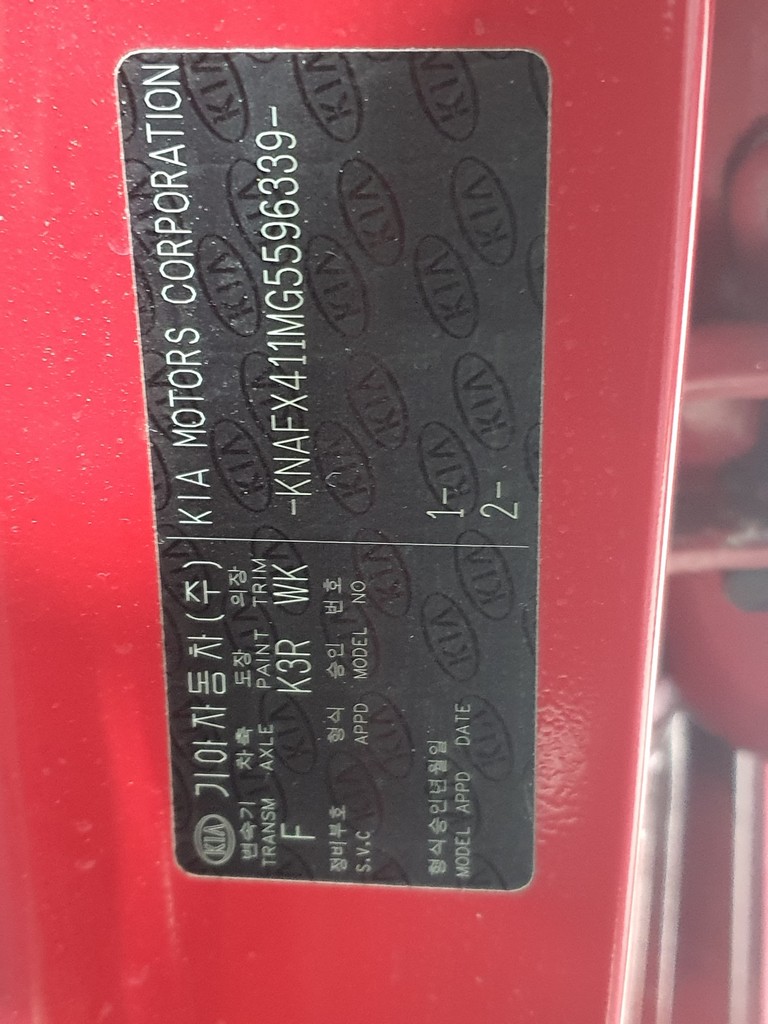 KIA 기아자동차(주) KIA MOTORS CORPORATION
변속기 차축 도장 의장
TRANSM AXLE PAINT TRIM
F K3R WK -KNAFX411MG5596339-
정비부호 형식 승인 번호
S.V.C APPD MODEL NO
형식승인년월일 1-
MODEL APPD DATE 2-